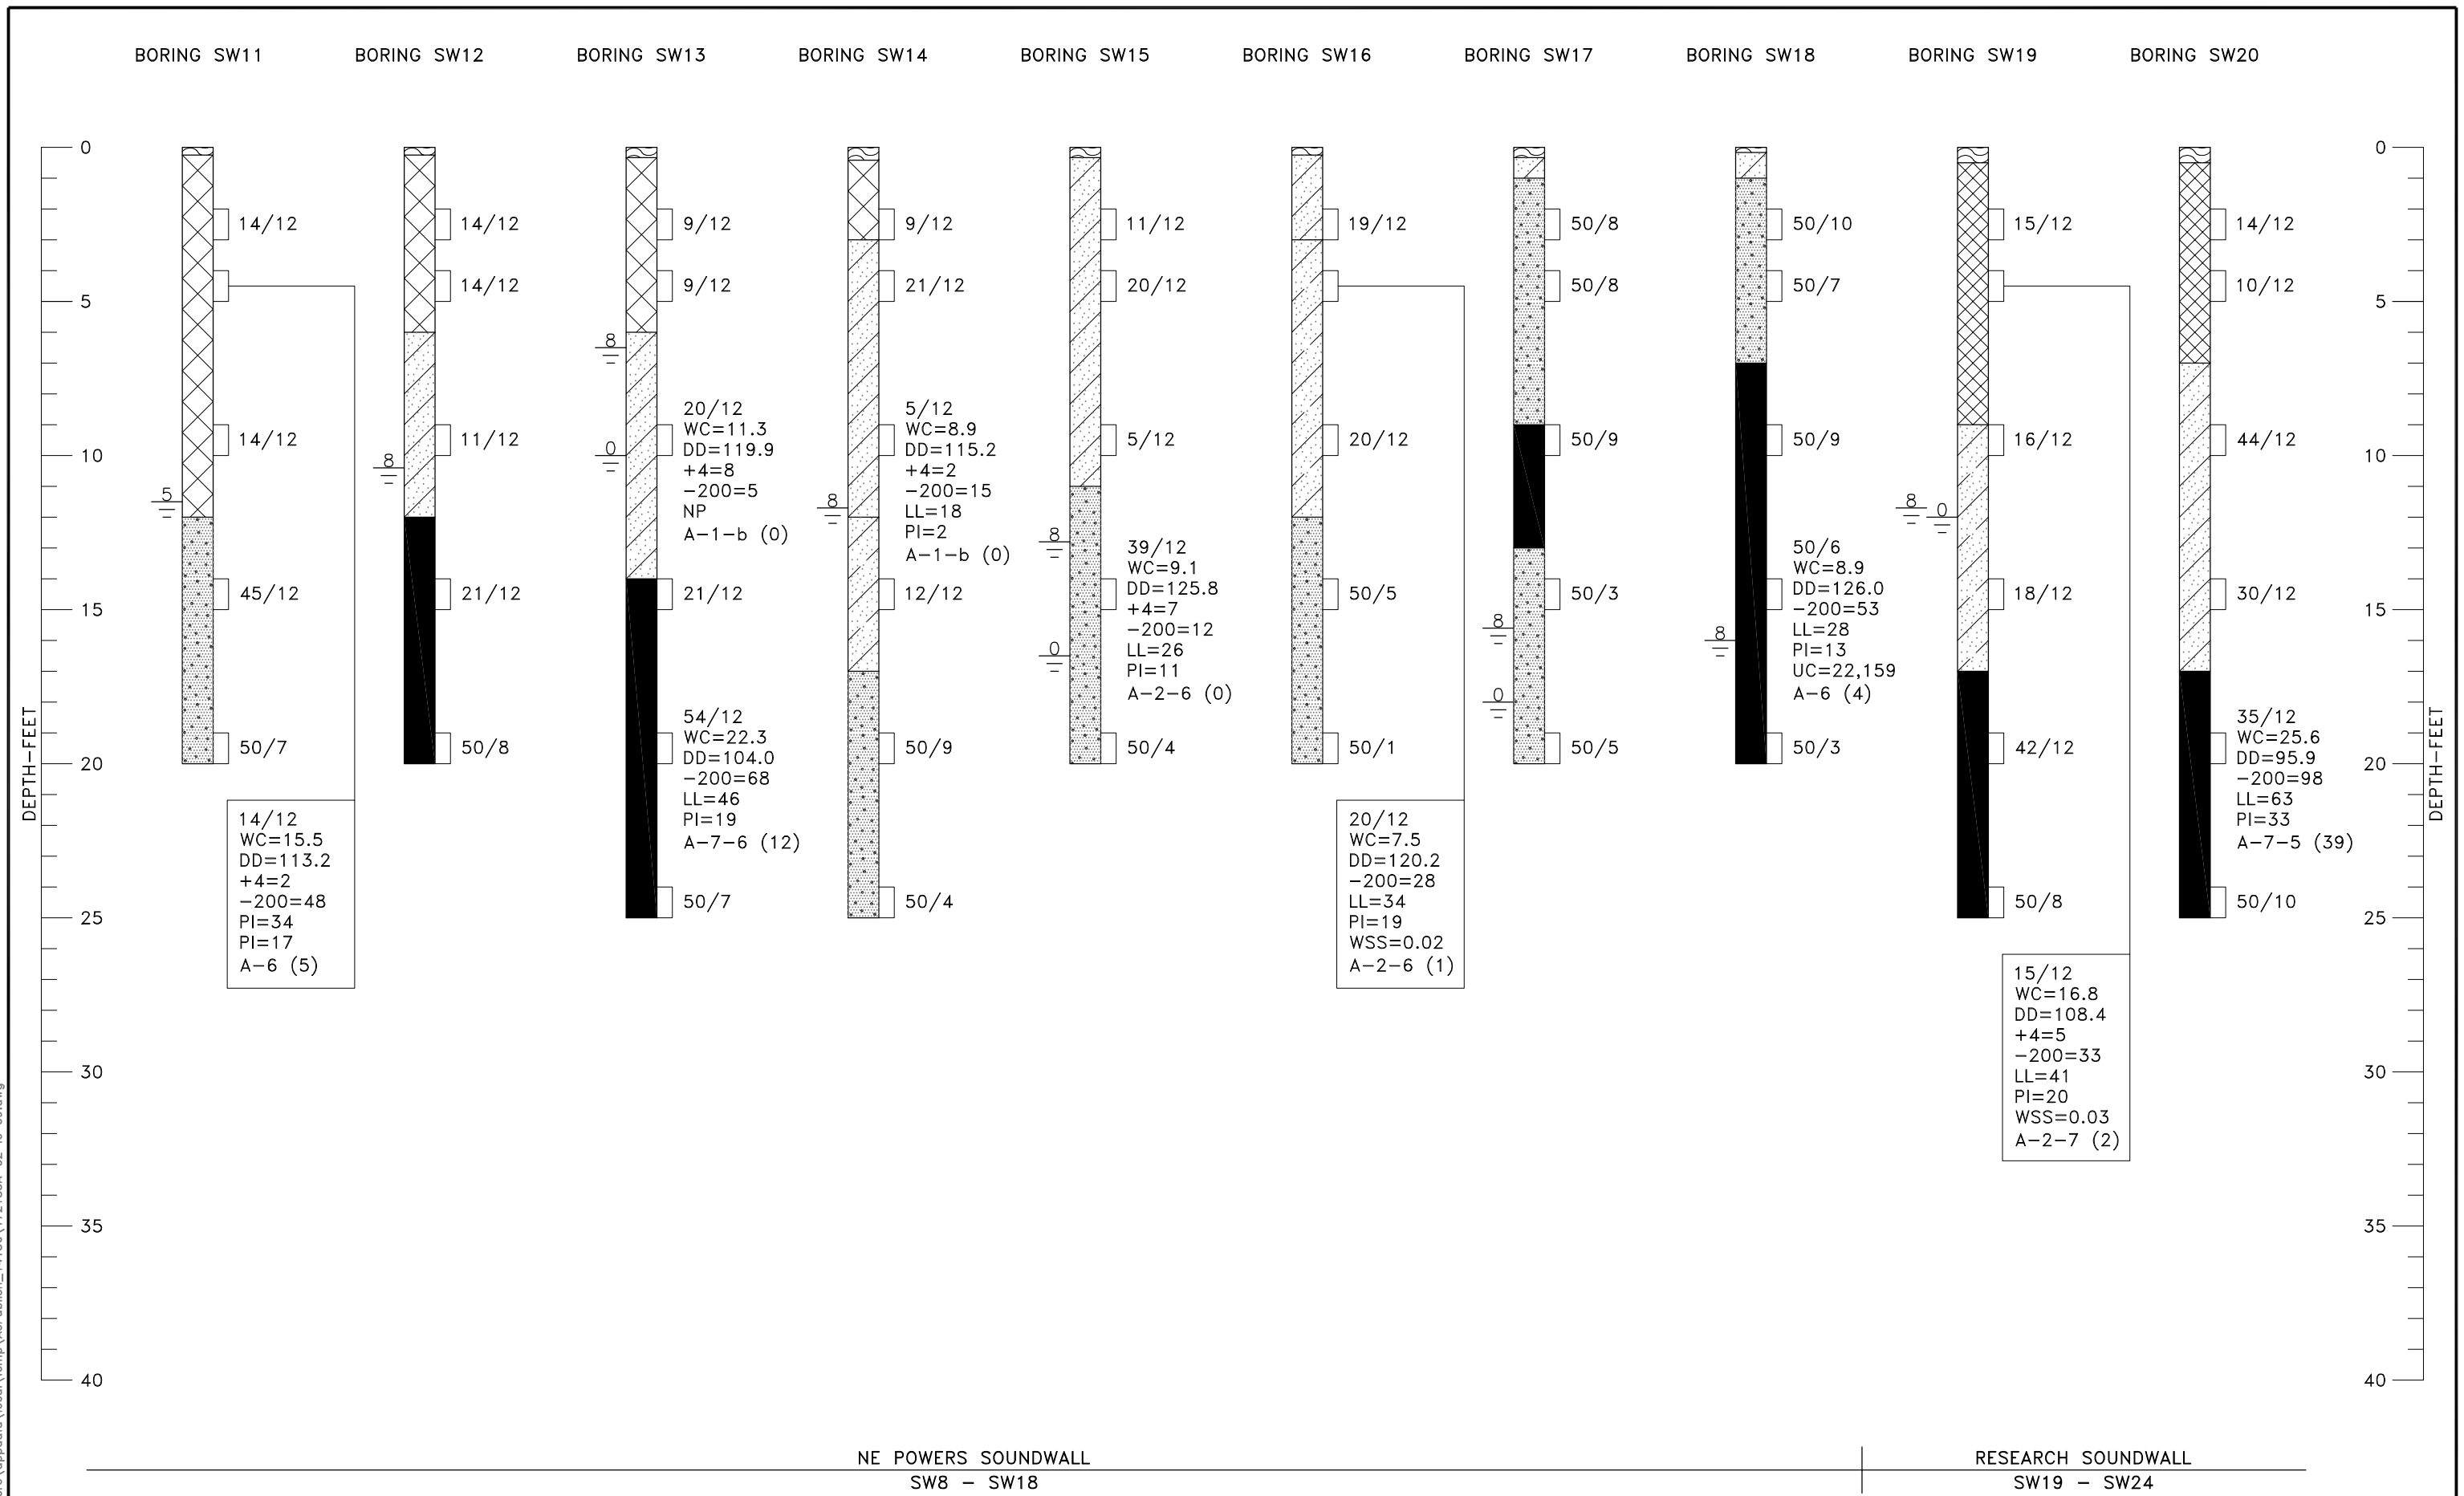 BORING SW11
BORING SW12
BORING SW13
BORING SW14
BORING SW15
BORING SW16
BORING SW17
BORING SW18
BORING SW19
BORING SW20
0
5
10
15
20
25
30
35
40
DEPTH-FEET
14/12
14/12
5
45/12
50/7
14/12
WC=15.5
DD=113.2
+4=2
-200=48
PI=34
PI=17
A-6 (5)
14/12
14/12
11/12
8
21/12
50/8
9/12
9/12
8
0
20/12
WC=11.3
DD=119.9
+4=8
-200=5
NP
A-1-b (0)
21/12
54/12
WC=22.3
DD=104.0
-200=68
LL=46
PI=19
A-7-6 (12)
50/7
9/12
21/12
5/12
WC=8.9
DD=115.2
+4=2
-200=15
LL=18
PI=2
A-1-b (0)
8
12/12
50/9
50/4
11/12
20/12
5/12
8
39/12
WC=9.1
DD=125.8
+4=7
-200=12
LL=26
PI=11
A-2-6 (0)
0
50/4
19/12
20/12
50/5
50/1
20/12
WC=7.5
DD=120.2
-200=28
LL=34
PI=19
WSS=0.02
A-2-6 (1)
50/8
50/8
50/9
50/3
8
0
50/5
50/10
50/7
50/9
50/6
WC=8.9
DD=126.0
-200=53
LL=28
PI=13
UC=22,159
A-6 (4)
8
50/3
15/12
16/12
8
0
18/12
42/12
50/8
15/12
WC=16.8
DD=108.4
+4=5
-200=33
LL=41
PI=20
WSS=0.03
A-2-7 (2)
14/12
10/12
44/12
30/12
35/12
WC=25.6
DD=95.9
-200=98
LL=63
PI=33
A-7-5 (39)
50/10
0
5
10
15
20
25
30
35
40
DEPTH-FEET
NE POWERS SOUNDWALL
SW8 - SW18
RESEARCH SOUNDWALL
SW19 - SW24